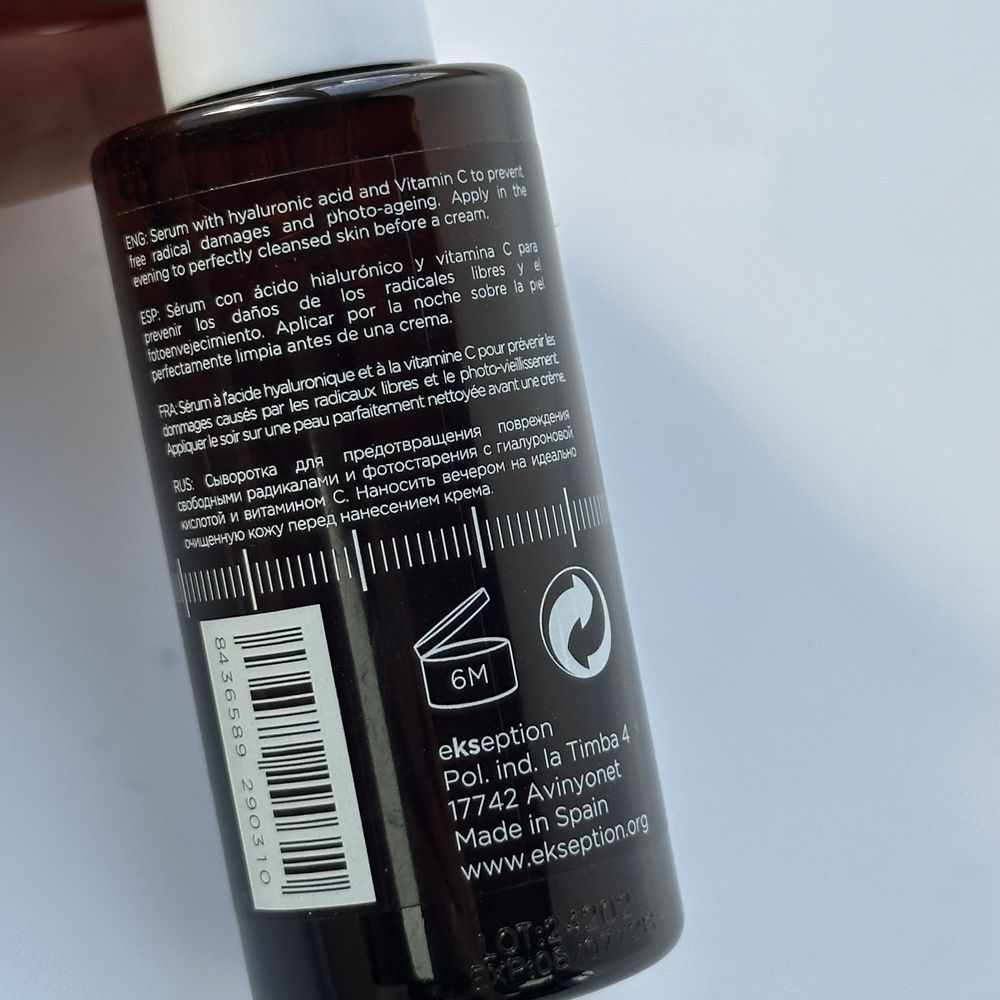 ENG: Serum with hyaluronic acid and Vitamin C to prevent
free radical damages and photo-ageing. Apply in the
evening to perfectly cleansed skin before a cream.
ESP: Sérum con ácido hialurónico y vitamina C para
prevenir los daños de los radicales libres y el
fotoenvejecimiento. Aplicar por la noche sobre la piel
perfectamente limpia antes de una crema.
FRA: Sérum à l'acide hyaluronique et à la vitamine C pour prévenir les
dommages causés par les radicaux libres et le photo-vieillissement.
Appliquer le soir sur une peau parfaitement nettoyée avant une crème.
RUS: Сыворотка для предотвращения повреждения
свободными радикалами и фотостарения с гиалуроновой
кислотой и витамином С. Наносить вечером на идеально
очищенную кожу перед нанесением крема.
8436589 290310
6M
ekseption
Pol. ind. la Timba 4
17742 Avinyonet
Made in Spain
www.ekseption.org
LOT:24202
EXP:08/07/28